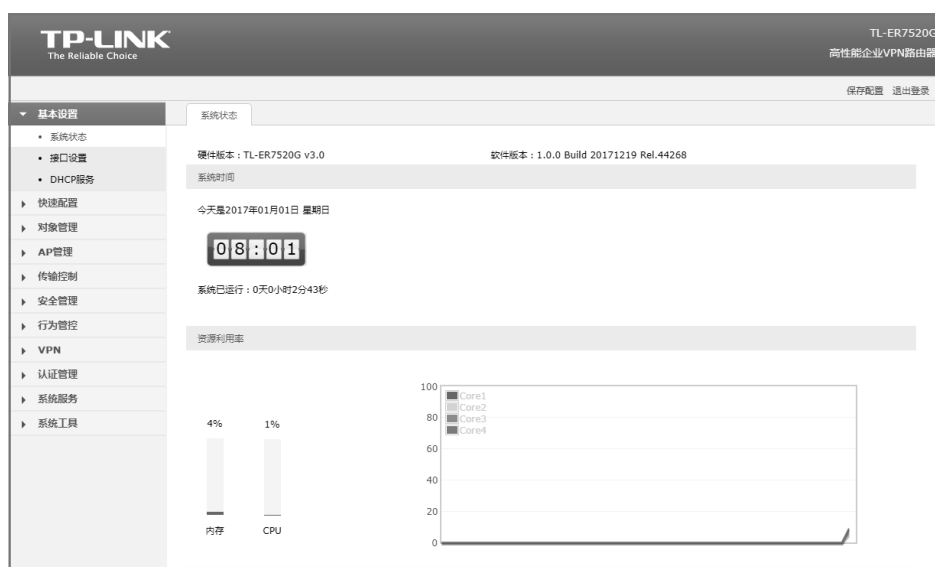 TP-LINK
The Reliable Choice
TL-ER7520G
高性能企业VPN路由器
保存配置 退出登录
基本设置
系统状态
接口设置
DHCP服务
快速配置
对象管理
AP管理
传输控制
安全管理
行为管控
VPN
认证管理
系统服务
系统工具
系统状态
硬件版本：TL-ER7520G v3.0
软件版本：1.0.0 Build 20171219 Rel.44268
系统时间
今天是2017年01月01日 星期日
08:01
系统已运行：0天0小时2分43秒
资源利用率
4% 1%
内存 CPU
100
80
60
40
20
0
Core1
Core2
Core3
Core4